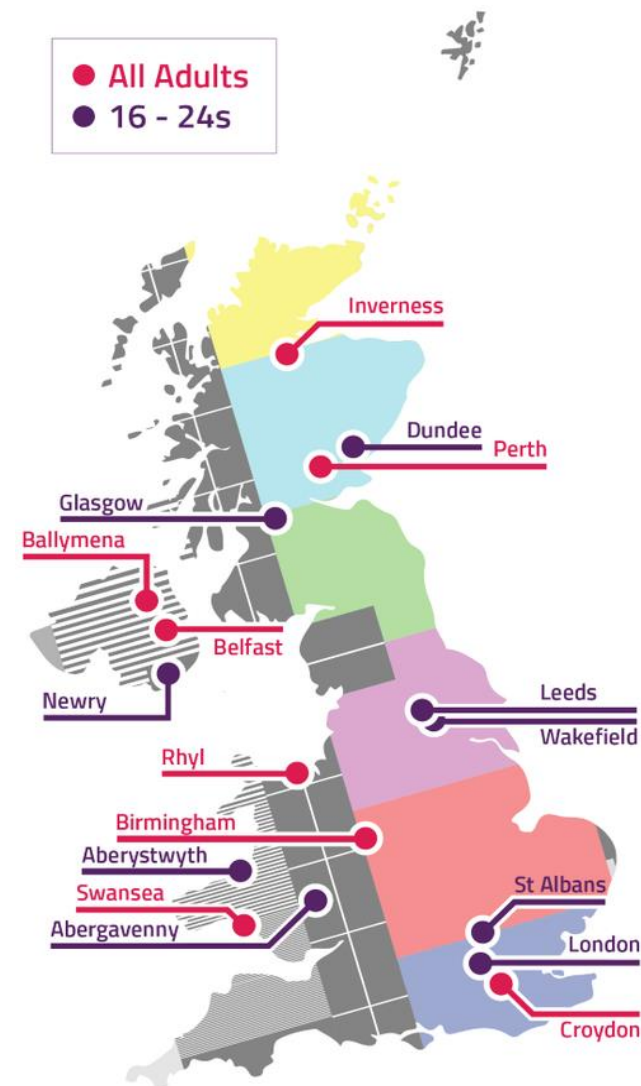 All Adults
16 - 24s
Inverness
Dundee
Perth
Glasgow
Ballymena
Belfast
Newry
Leeds
Wakefield
Rhyl
Birmingham
Aberystwyth
Swansea
St Albans
Abergavenny
London
Croydon